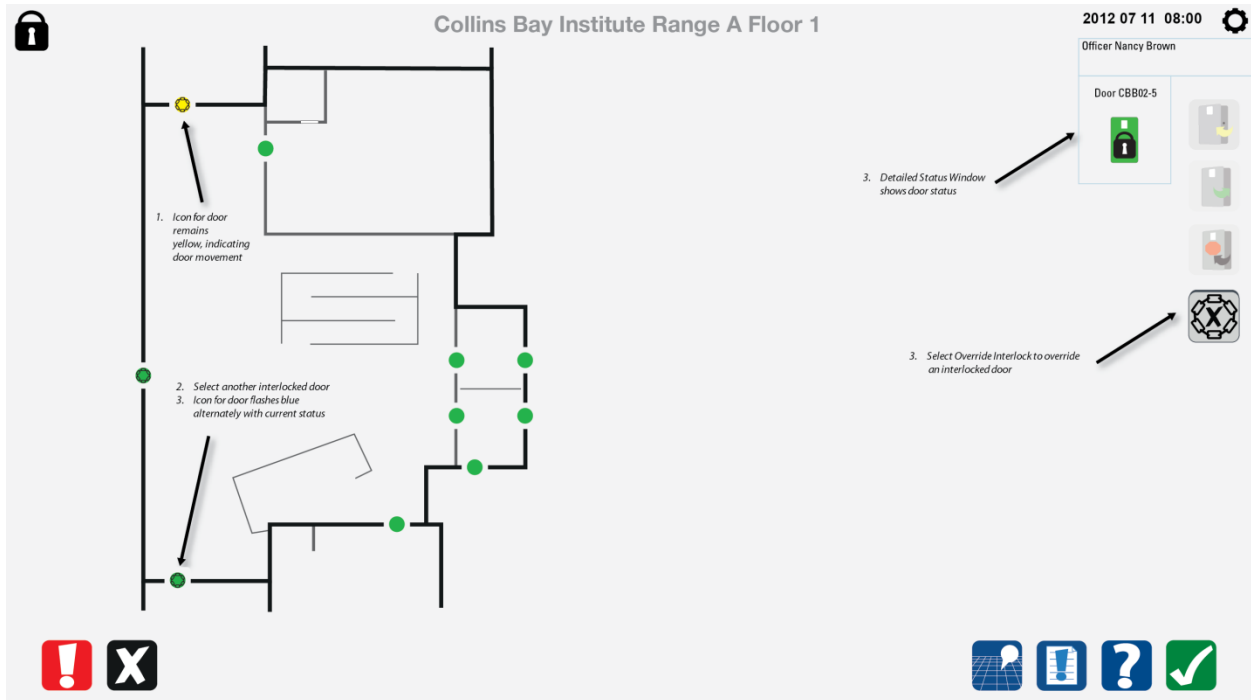 Collins Bay Institute Range A Floor 1
2012 07 11 08:00
Officer Nancy Brown
Door CBB02-5
3. Detailed Status Window
shows door status
1. Icon for door
remains
yellow, indicating
door movement
3. Select Override Interlock to override
an interlocked door
2. Select another interlocked door
3. Icon for door flashes blue
alternately with current status
X
! X ! ?